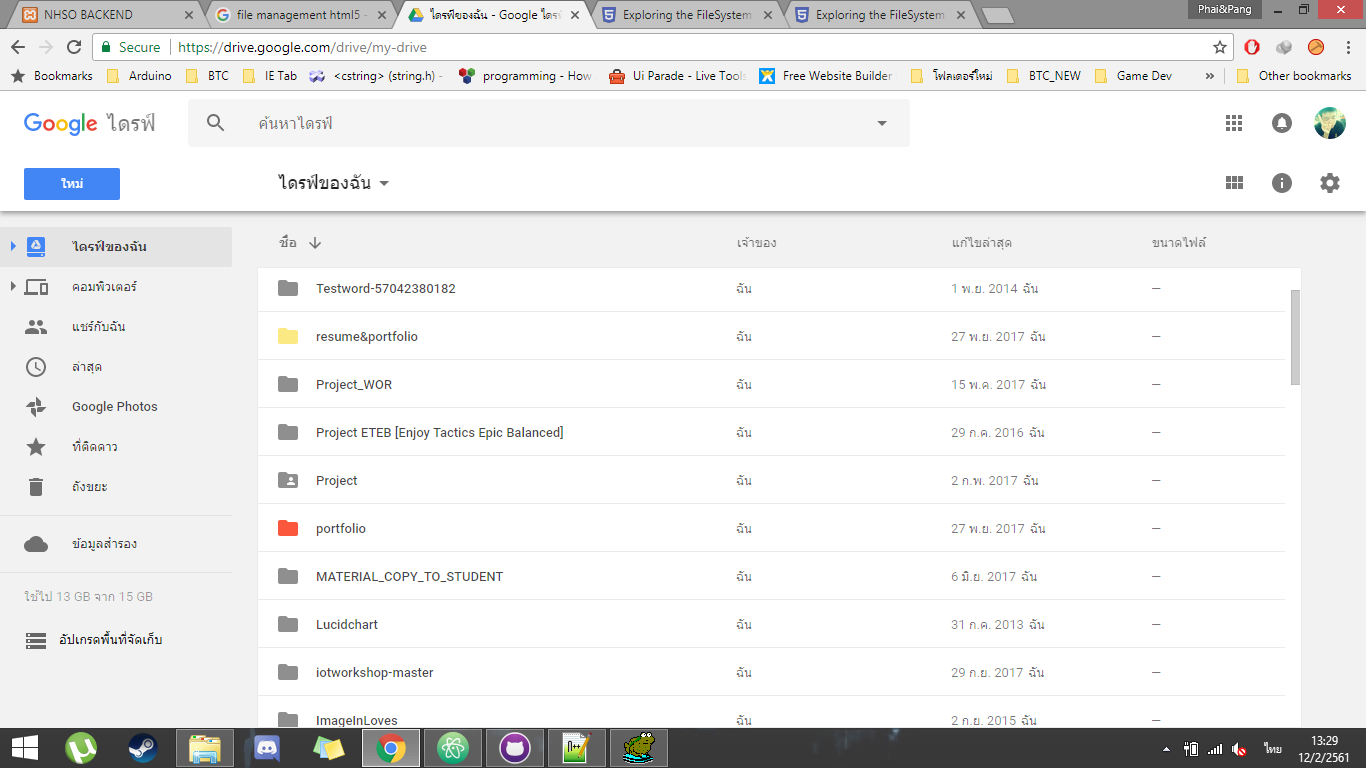 NHSO BACKEND
file management html5 -
ไดรฟ์ของฉัน - Google ไดรฟ์
Exploring the FileSystem
Exploring the FileSystem
Phai&Pang
Secure
https://drive.google.com/drive/my-drive
Bookmarks
Arduino
BTC
IE Tab
<cstring> (string.h) -
programming - How
Ui Parade - Live Tools
Free Website Builder
โฟลเดอร์ใหม่
BTC_NEW
Game Dev
»
Other bookmarks
Google ไดรฟ์
ค้นหาไดรฟ์
ใหม่
ไดรฟ์ของฉัน
ไดรฟ์ของฉัน
คอมพิวเตอร์
แชร์กับฉัน
ล่าสุด
Google Photos
ที่ติดดาว
ถังขยะ
ข้อมูลสำรอง
ใช้ไป 13 GB จาก 15 GB
อัปเกรดพื้นที่จัดเก็บ
ชื่อ เจ้าของ แก้ไขล่าสุด ขนาดไฟล์
Testword-57042380182 ฉัน 1 พ.ย. 2014 ฉัน —
resume&portfolio ฉัน 27 พ.ย. 2017 ฉัน —
Project_WOR ฉัน 15 พ.ค. 2017 ฉัน —
Project ETEB [Enjoy Tactics Epic Balanced] ฉัน 29 ก.ค. 2016 ฉัน —
Project ฉัน 2 ก.พ. 2017 ฉัน —
portfolio ฉัน 27 พ.ย. 2017 ฉัน —
MATERIAL_COPY_TO_STUDENT ฉัน 6 มิ.ย. 2017 ฉัน —
Lucidchart ฉัน 31 ก.ค. 2013 ฉัน —
iotworkshop-master ฉัน 29 ก.ย. 2017 ฉัน —
ImageInLoves ฉัน 2 ก.ย. 2015 ฉัน —
ไทย
13:29
12/2/2561